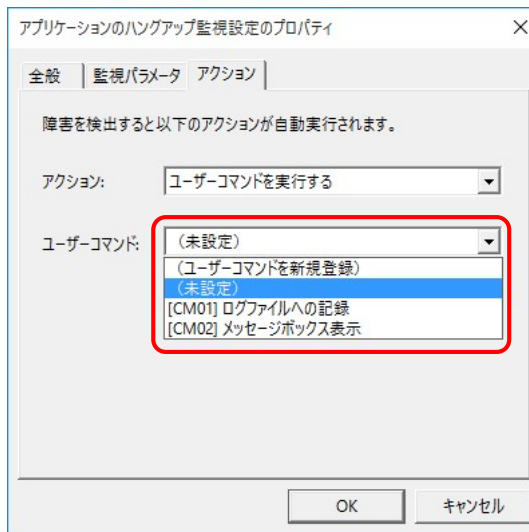 アプリケーションのハングアップ監視設定のプロパティ
全般 監視パラメータ アクション
障害を検出すると以下のアクションが自動実行されます。
アクション: ユーザーコマンドを実行する
ユーザーコマンド: （未設定）
（ユーザーコマンドを新規登録）
（未設定）
[CM01] ログファイルへの記録
[CM02] メッセージボックス表示
OK キャンセル